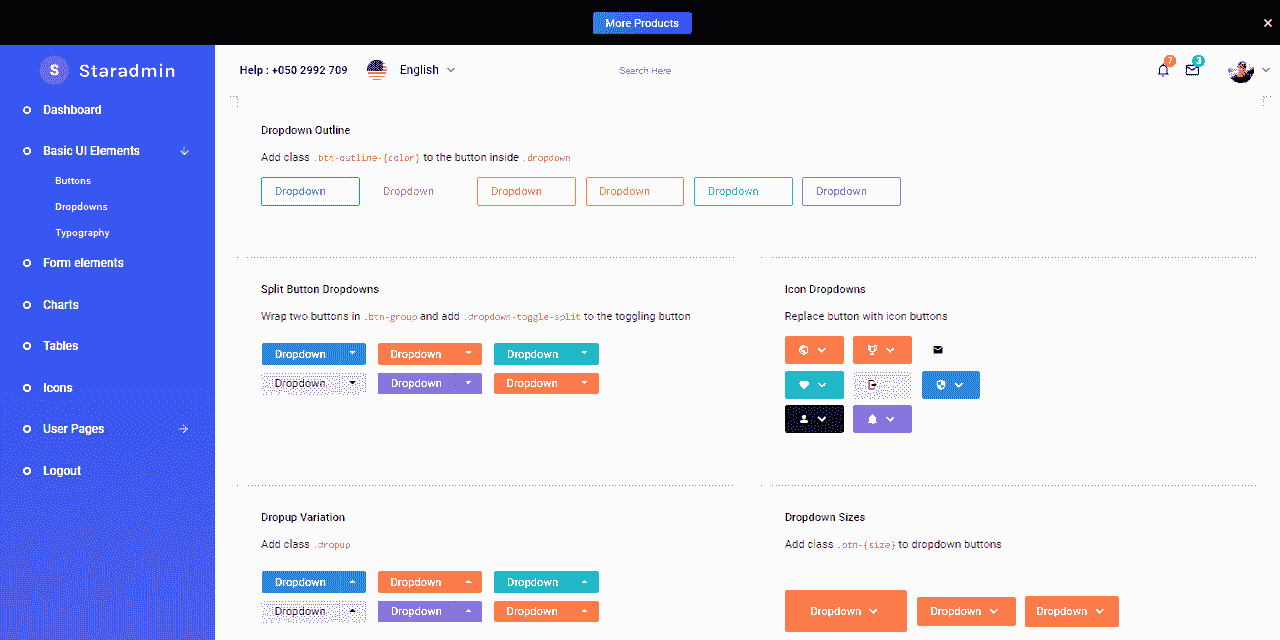 More Products
S Staradmin
Help : +050 2992 709 English Search Here 7 3
Dashboard
Basic UI Elements
Buttons
Dropdowns
Typography
Form elements
Charts
Tables
Icons
User Pages
Logout
Dropdown Outline
Add class .btn-outline-{color} to the button inside .dropdown
Dropdown Dropdown Dropdown Dropdown Dropdown Dropdown
Split Button Dropdowns
Wrap two buttons in .btn-group and add .dropdown-toggle-split to the toggling button
Dropdown Dropdown Dropdown
Dropdown Dropdown Dropdown
Icon Dropdowns
Replace button with icon buttons
Dropup Variation
Add class .dropup
Dropdown Dropdown Dropdown
Dropdown Dropdown Dropdown
Dropdown Sizes
Add class .btn-{size} to dropdown buttons
Dropdown Dropdown Dropdown